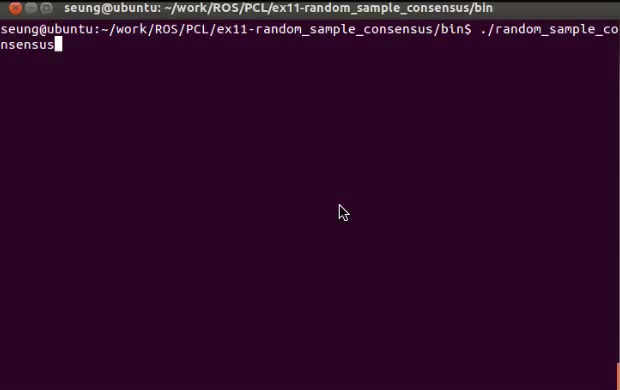 seung@ubuntu: ~/work/ROS/PCL/ex11-random_sample_consensus/bin
seung@ubuntu:~/work/ROS/PCL/ex11-random_sample_consensus/bin$ ./random_sample_co
nsensus